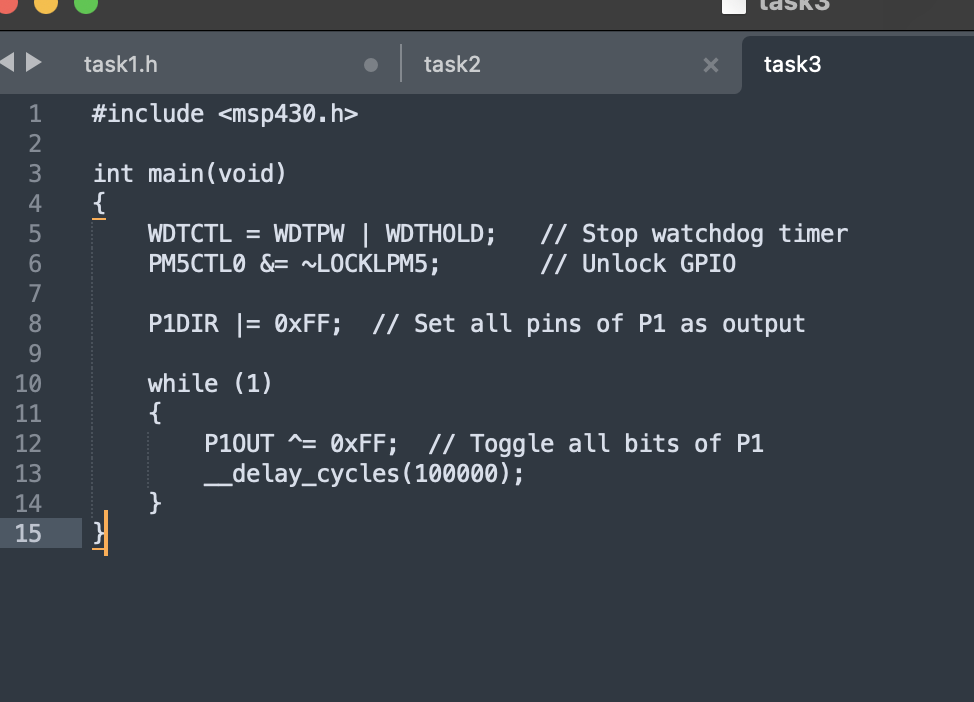 task3
task1.h
task2
task3
1 #include <msp430.h>
2
3 int main(void)
4 {
5     WDTCTL = WDTPW | WDTHOLD;   // Stop watchdog timer
6     PM5CTL0 &= ~LOCKLPM5;       // Unlock GPIO
7
8     P1DIR |= 0xFF;  // Set all pins of P1 as output
9
10     while (1)
11     {
12         P1OUT ^= 0xFF;  // Toggle all bits of P1
13         __delay_cycles(100000);
14     }
15 }